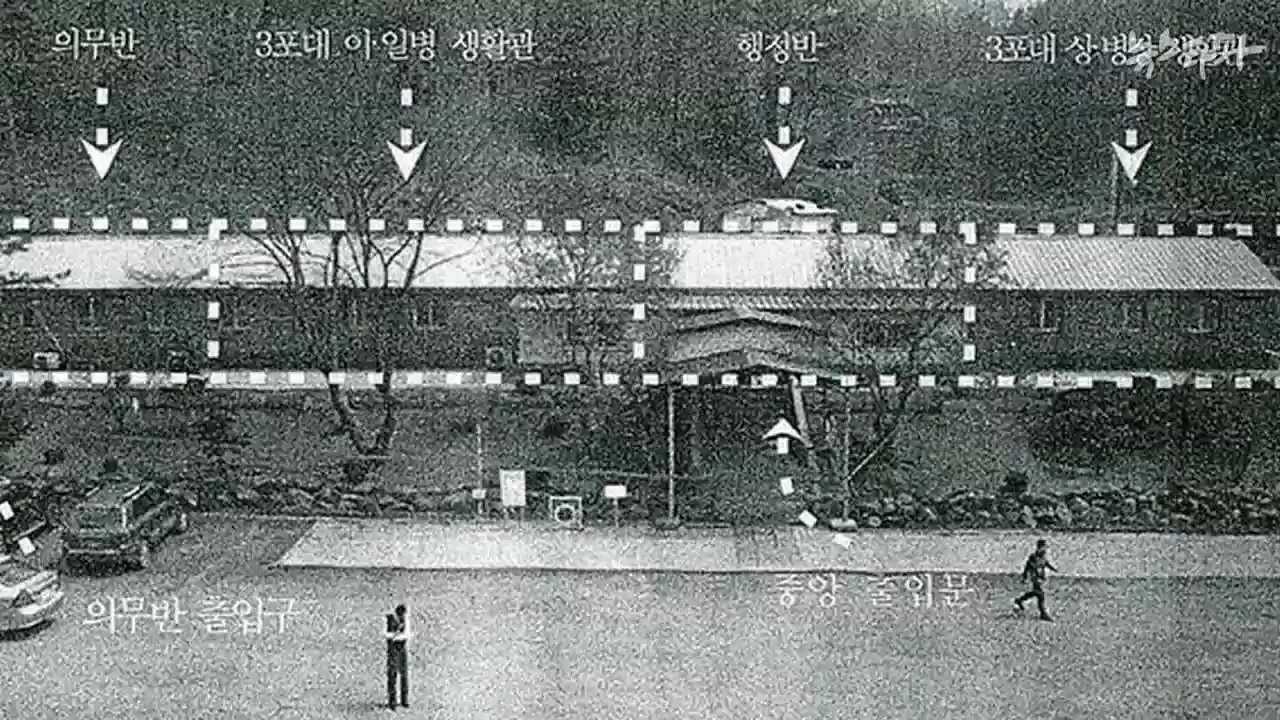 의무반
3포대 이·일병 생활관
행정반
3포대 상·병장
의무반 출입구
중앙 출입문